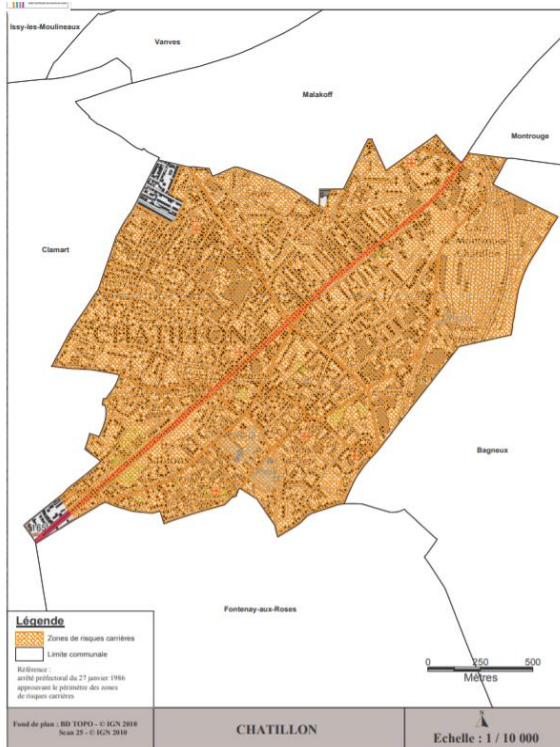 Issy-les-Moulineaux
Vanves
Malakoff
Montrouge
Clamart
CHATILLON
Bagneux
Fontenay-aux-Roses
Légende
Zones de risques carrières
Limite communale
Référence :
arrêté préfectoral du 27 janvier 1986
approuvant le périmètre des zones
de risques carrières
0 250 500
Mètres
Fond de plan : BD TOPO - © IGN 2010
Scan 25 - © IGN 2010
CHATILLON
N
Echelle : 1 / 10 000